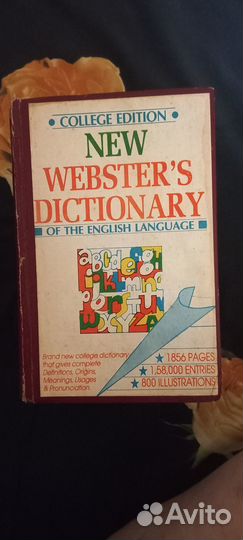 • COLLEGE EDITION •
NEW
WEBSTER'S
DICTIONARY
OF THE ENGLISH LANGUAGE
abcdefgh
Brand new college dictionary
that gives complete
Definitions, Origins,
Meanings, Usages
& Pronunciation.
★ 1856 PAGES
★ 1,58,000 ENTRIES
★ 800 ILLUSTRATIONS
Avito